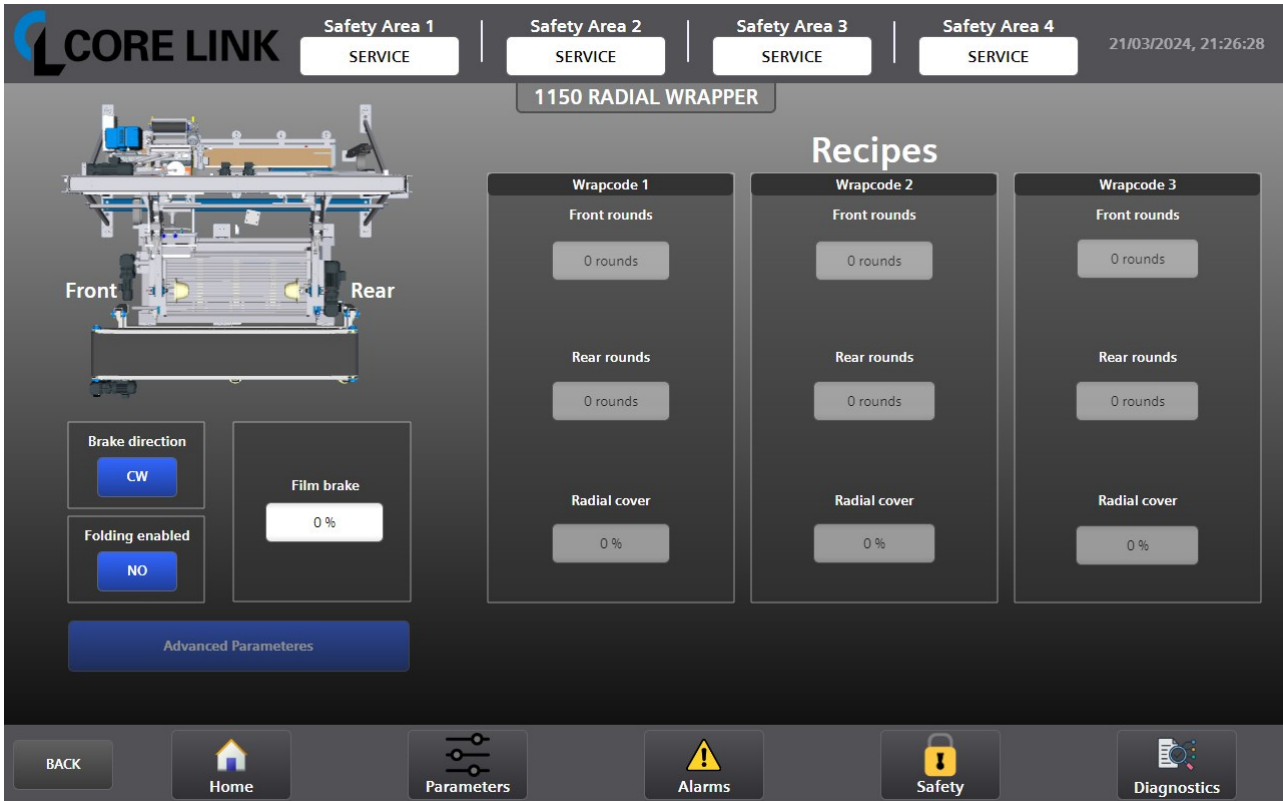 CORE LINK
Safety Area 1
SERVICE
Safety Area 2
SERVICE
Safety Area 3
SERVICE
Safety Area 4
SERVICE
21/03/2024, 21:26:28
1150 RADIAL WRAPPER
Front
Rear
Brake direction
CW
Folding enabled
NO
Film brake
0 %
Advanced Parameteres
Recipes
Wrapcode 1
Front rounds
0 rounds
Rear rounds
0 rounds
Radial cover
0 %
Wrapcode 2
Front rounds
0 rounds
Rear rounds
0 rounds
Radial cover
0 %
Wrapcode 3
Front rounds
0 rounds
Rear rounds
0 rounds
Radial cover
0 %
BACK
Home
Parameters
Alarms
Safety
Diagnostics